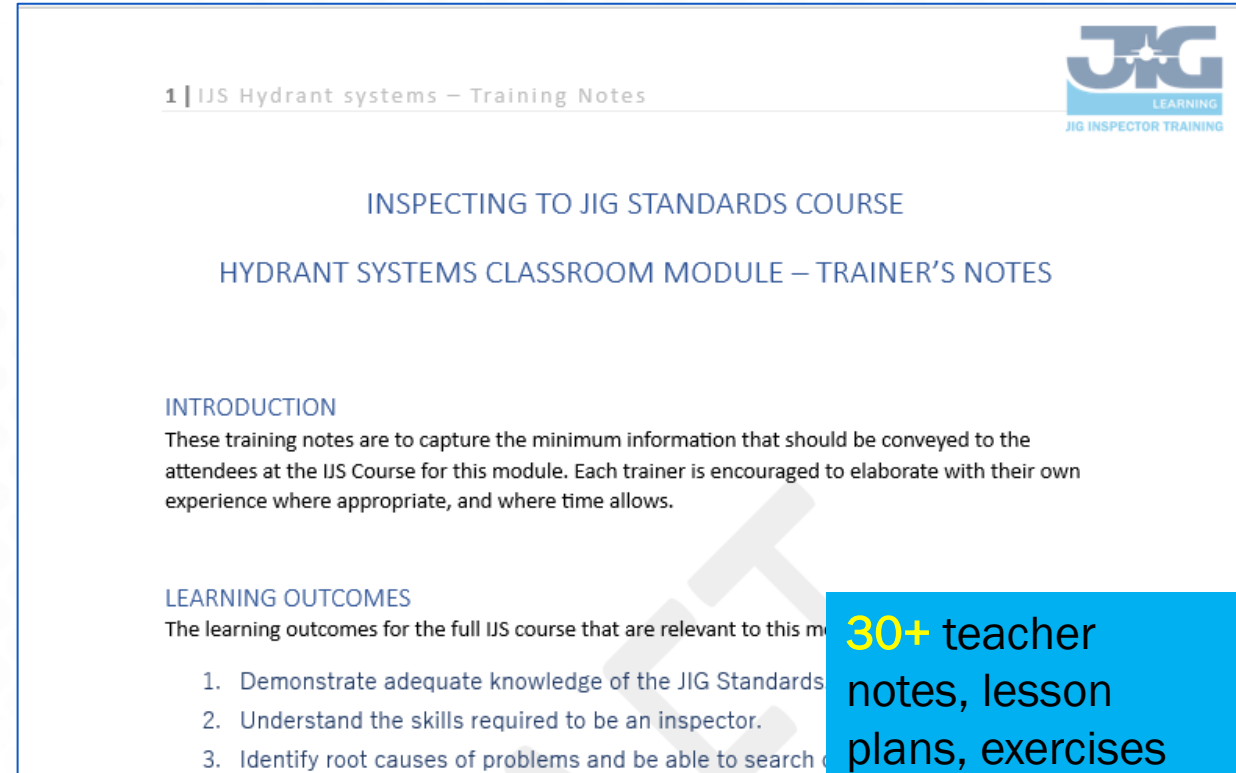 JIG
LEARNING
JIG INSPECTOR TRAINING
1 | IJS Hydrant systems – Training Notes
INSPECTING TO JIG STANDARDS COURSE
HYDRANT SYSTEMS CLASSROOM MODULE – TRAINER'S NOTES
INTRODUCTION
These training notes are to capture the minimum information that should be conveyed to the
attendees at the IJS Course for this module. Each trainer is encouraged to elaborate with their own
experience where appropriate, and where time allows.
LEARNING OUTCOMES
The learning outcomes for the full IJS course that are relevant to this
1. Demonstrate adequate knowledge of the JIG Standards
2. Understand the skills required to be an inspector.
3. Identify root causes of problems and be able to search
30+ teacher
notes, lesson
plans, exercises